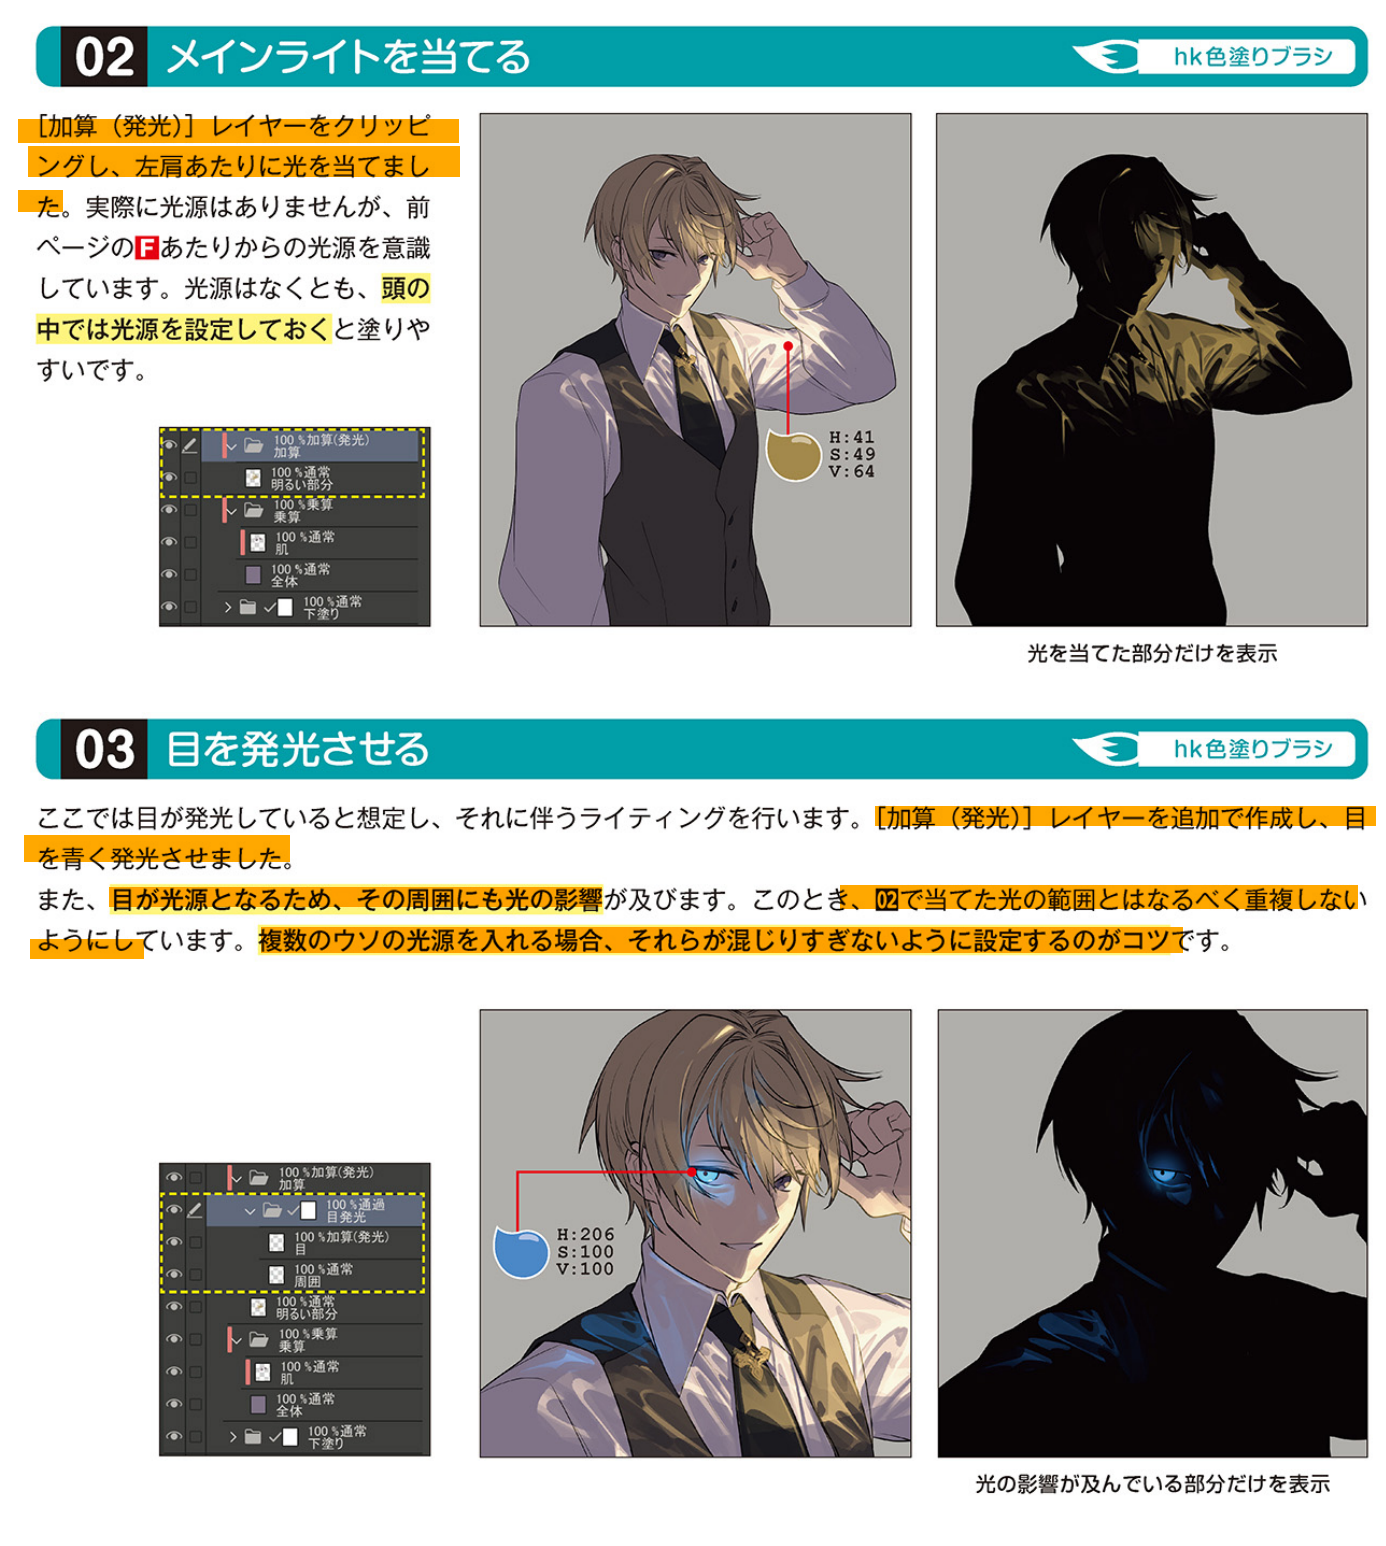 02 メインライトを当てる
hk色塗りブラシ
［加算（発光）］レイヤーをクリッピ
ングし、左肩あたりに光を当てまし
た。実際に光源はありませんが、前
ページのFあたりからの光源を意識
しています。光源はなくとも、頭の
中では光源を設定しておくと塗りや
すいです。
100 %加算(発光)
加算
100 %通常
明るい部分
100 %乗算
乗算
100 %通常
肌
100 %通常
全体
100 %通常
下塗り
H:41
S:49
V:64
光を当てた部分だけを表示
03 目を発光させる
hk色塗りブラシ
ここでは目が発光していると想定し、それに伴うライティングを行います。［加算（発光）］レイヤーを追加で作成し、目
を青く発光させました。
また、目が光源となるため、その周囲にも光の影響が及びます。このとき、02で当てた光の範囲とはなるべく重複しない
ようにしています。複数のウソの光源を入れる場合、それらが混じりすぎないように設定するのがコツです。
100 %加算(発光)
加算
100 %通過
目発光
100 %加算(発光)
目
100 %通常
周囲
100 %通常
明るい部分
100 %乗算
乗算
100 %通常
肌
100 %通常
全体
100 %通常
下塗り
H:206
S:100
V:100
光の影響が及んでいる部分だけを表示